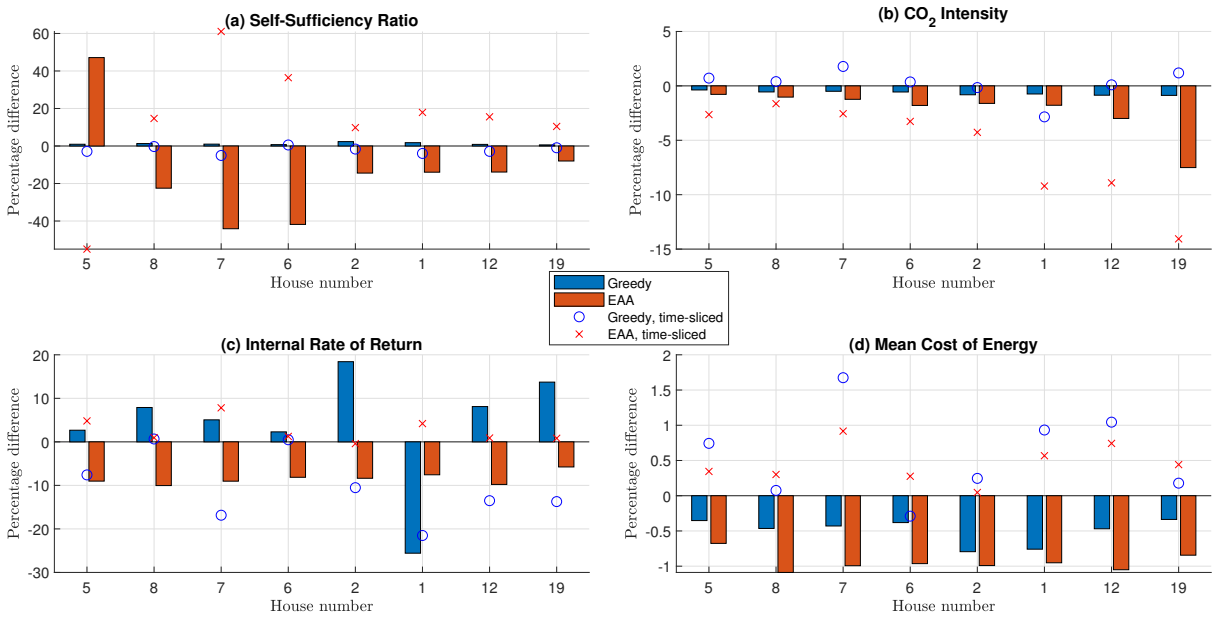 (a) Self-Sufficiency Ratio
Percentage difference
60
40
20
0
-20
-40
5 8 7 6 2 1 12 19
House number
(b) CO2 Intensity
Percentage difference
5
0
-5
-10
-15
5 8 7 6 2 1 12 19
House number
Greedy
EAA
Greedy, time-sliced
EAA, time-sliced
(c) Internal Rate of Return
Percentage difference
20
10
0
-10
-20
-30
5 8 7 6 2 1 12 19
House number
(d) Mean Cost of Energy
Percentage difference
2
1.5
1
0.5
0
-0.5
-1
5 8 7 6 2 1 12 19
House number